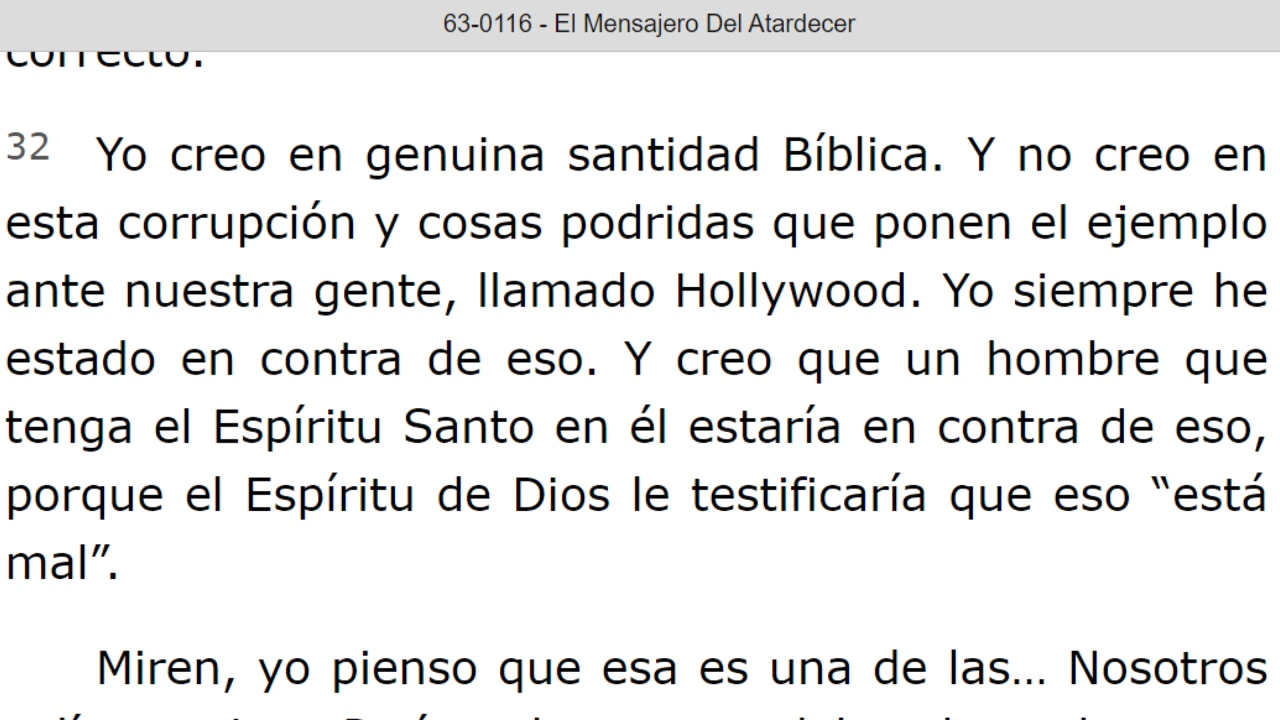 63-0116 - El Mensajero Del Atardecer
correcto.
32 Yo creo en genuina santidad Bíblica. Y no creo en
esta corrupción y cosas podridas que ponen el ejemplo
ante nuestra gente, llamado Hollywood. Yo siempre he
estado en contra de eso. Y creo que un hombre que
tenga el Espíritu Santo en él estaría en contra de eso,
porque el Espíritu de Dios le testificaría que eso “está
mal”.
Miren, yo pienso que esa es una de las… Nosotros